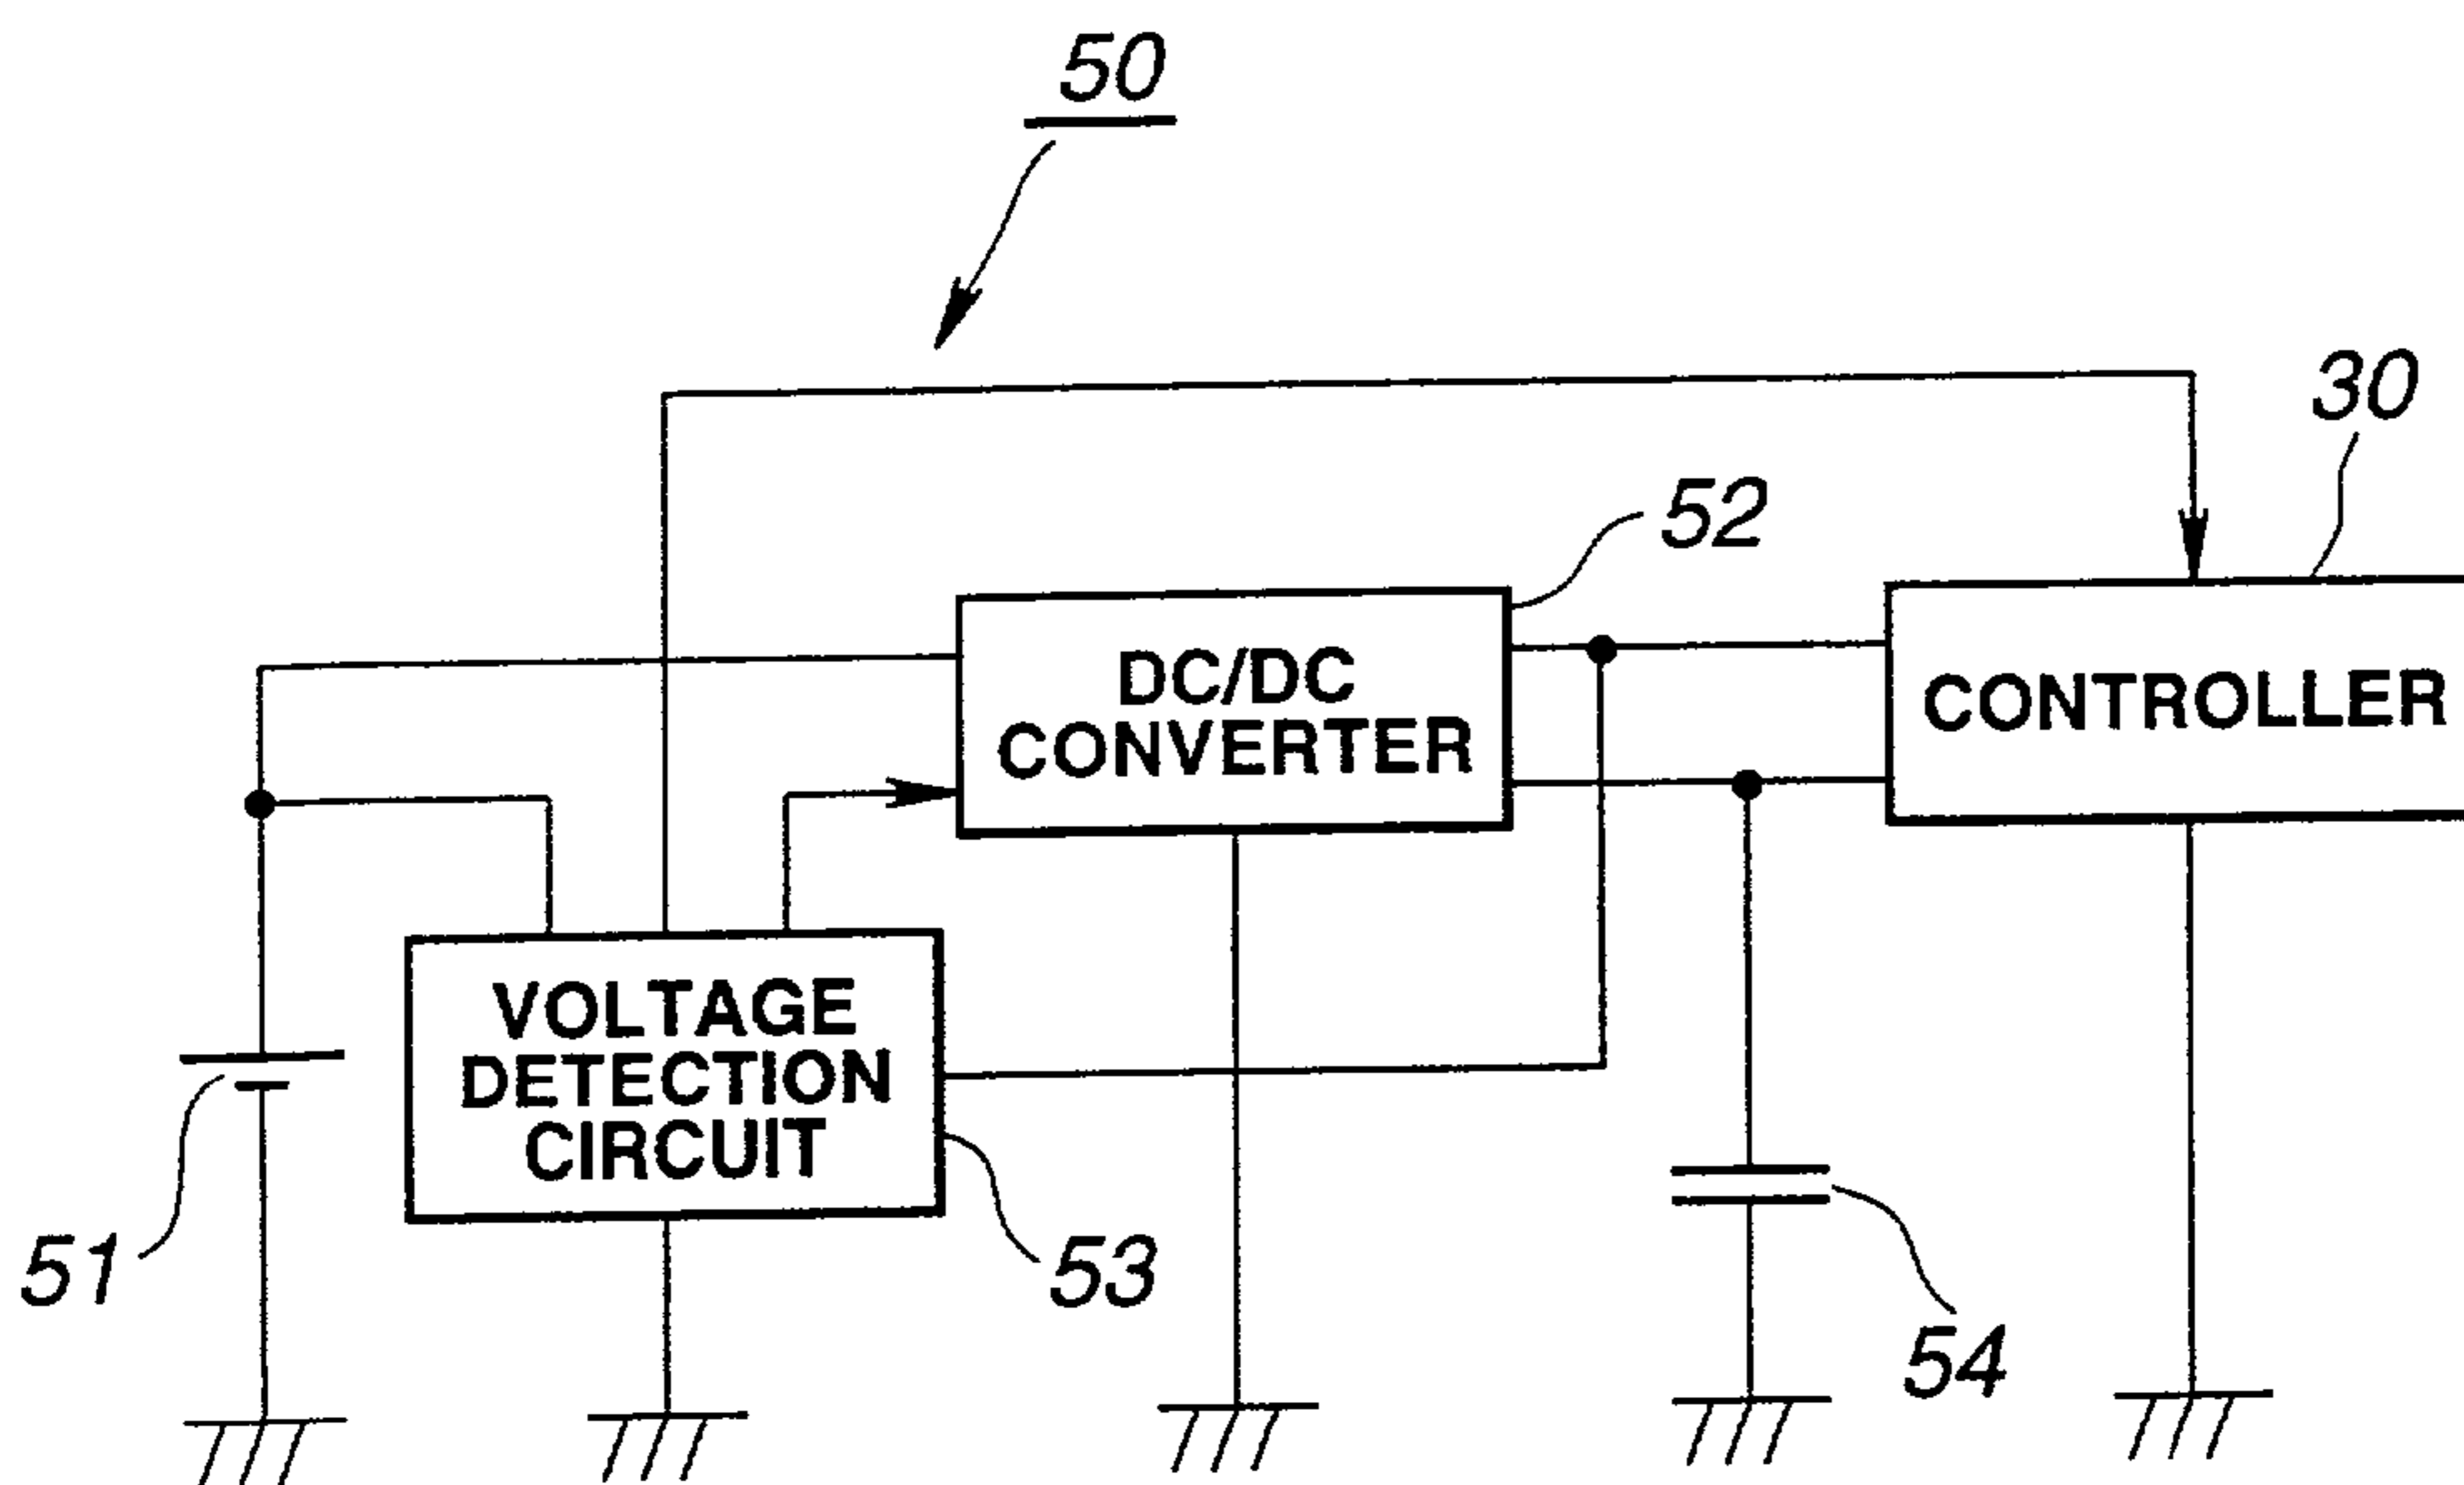 50
30
52
DC/DC
CONVERTER
CONTROLLER
VOLTAGE
DETECTION
CIRCUIT
51
53
54